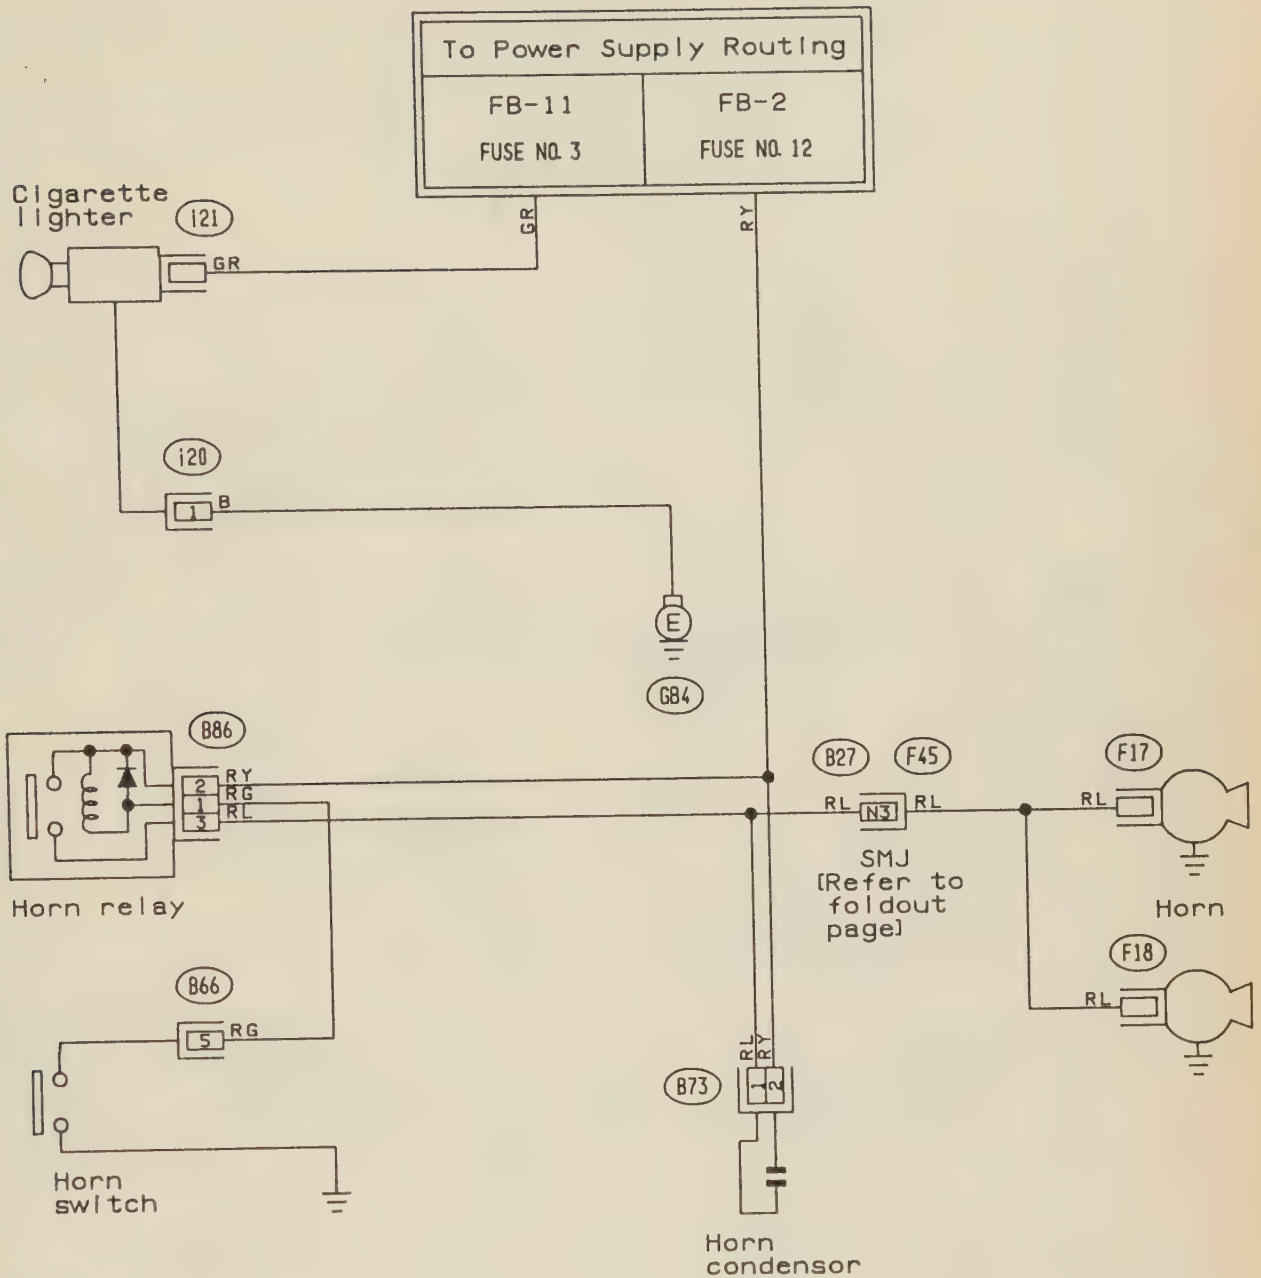 To Power Supply Routing
FB-11
FB-2
FUSE NO. 3
FUSE NO. 12
GR
RY
Cigarette
lighter
i21
GR
i20
1
B
E
G84
B86
2
RY
1
RG
3
RL
Horn relay
B27
F45
RL
N3
RL
SMJ
[Refer to
foldout
page]
F17
RL
Horn
F18
RL
B66
5
RG
Horn
switch
RL
RY
B73
1
2
Horn
condensor